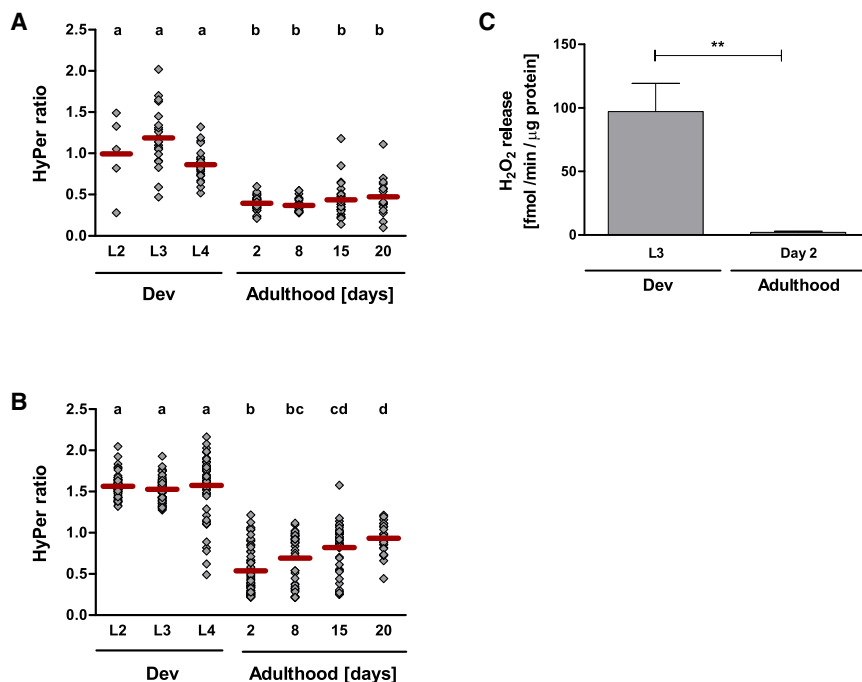 A
a a a b b b b
2.5
2.0
1.5
1.0
0.5
0.0
HyPer ratio
L2 L3 L4 2 8 15 20
Dev Adulthood [days]
B
a a a b bc cd d
2.5
2.0
1.5
1.0
0.5
0.0
HyPer ratio
L2 L3 L4 2 8 15 20
Dev Adulthood [days]
C
**
150
100
50
0
H₂O₂ release
[fmol /min /µg protein]
L3 Day 2
Dev Adulthood